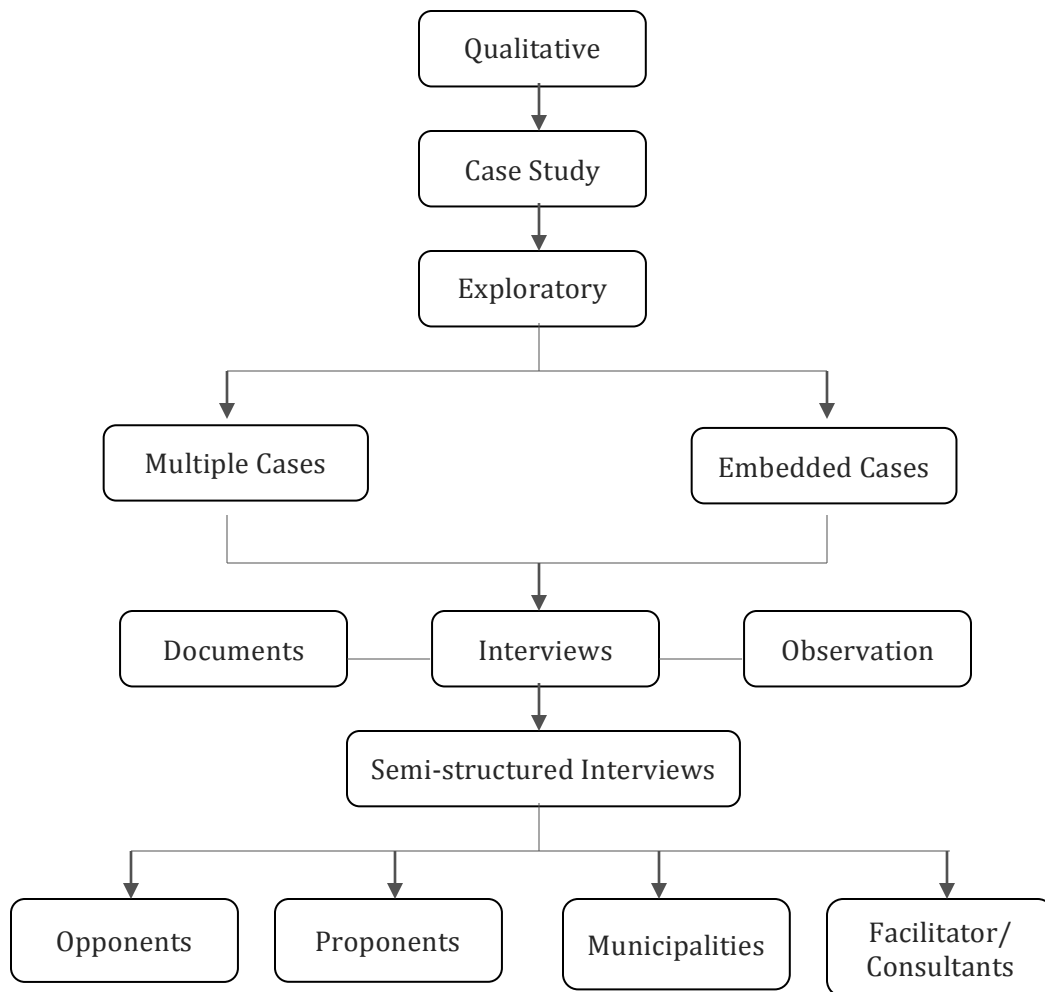 Qualitative
Case Study
Exploratory
Multiple Cases
Embedded Cases
Documents
Interviews
Observation
Semi-structured Interviews
Opponents
Proponents
Municipalities
Facilitator/
Consultants